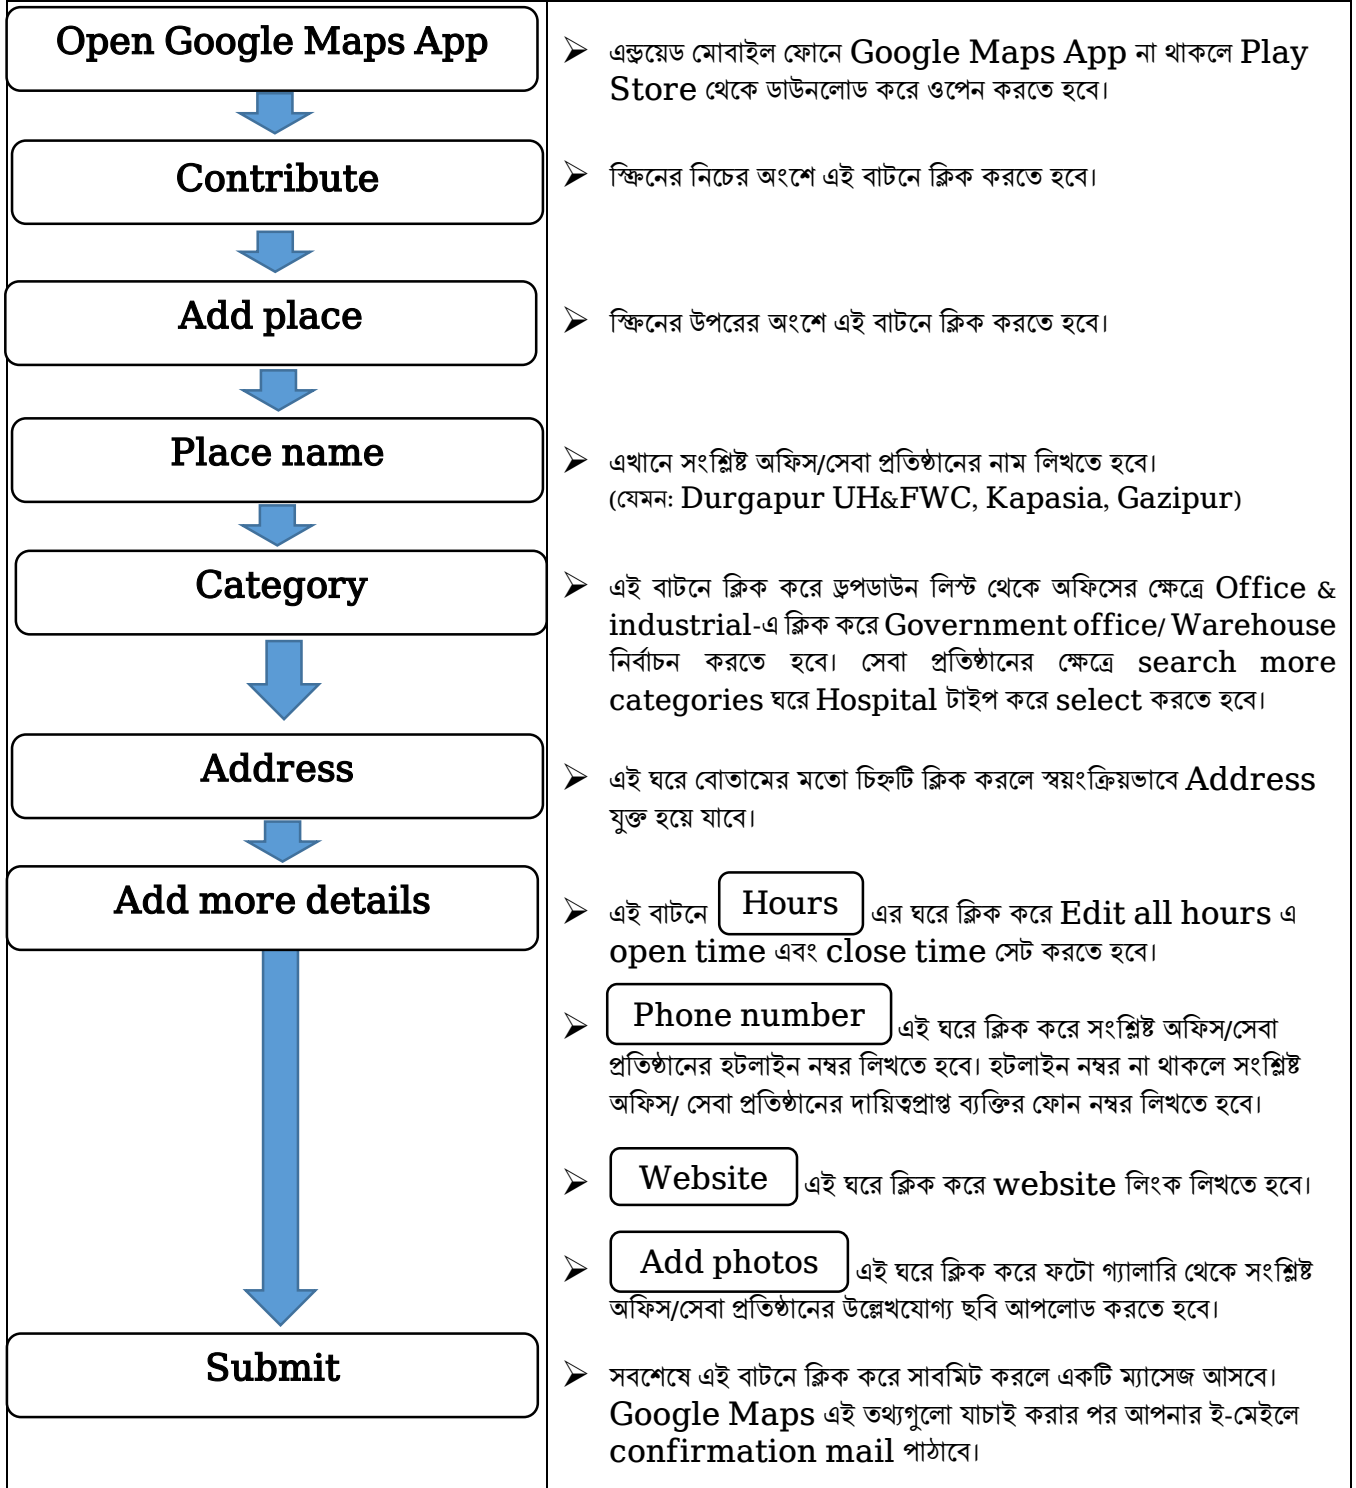 Open Google Maps App
➢ এন্ড্রয়েড মোবাইল ফোনে Google Maps App না থাকলে Play
Store থেকে ডাউনলোড করে ওপেন করতে হবে।
Contribute
➢ স্ক্রিনের নিচের অংশে এই বাটনে ক্লিক করতে হবে।
Add place
➢ স্ক্রিনের উপরের অংশে এই বাটনে ক্লিক করতে হবে।
Place name
➢ এখানে সংশ্লিষ্ট অফিস/সেবা প্রতিষ্ঠানের নাম লিখতে হবে।
(যেমন: Durgapur UH&FWC, Kapasia, Gazipur)
Category
➢ এই বাটনে ক্লিক করে ড্রপডাউন লিস্ট থেকে অফিসের ক্ষেত্রে Office &
industrial-এ ক্লিক করে Government office/ Warehouse
নির্বাচন করতে হবে। সেবা প্রতিষ্ঠানের ক্ষেত্রে search more
categories ঘরে Hospital টাইপ করে select করতে হবে।
Address
➢ এই ঘরে বোতামের মতো চিহ্নটি ক্লিক করলে স্বয়ংক্রিয়ভাবে Address
যুক্ত হয়ে যাবে।
Add more details
➢ এই বাটনে Hours এর ঘরে ক্লিক করে Edit all hours এ
open time এবং close time সেট করতে হবে।
➢ Phone number এই ঘরে ক্লিক করে সংশ্লিষ্ট অফিস/সেবা
প্রতিষ্ঠানের হটলাইন নম্বর লিখতে হবে। হটলাইন নম্বর না থাকলে সংশ্লিষ্ট
অফিস/ সেবা প্রতিষ্ঠানের দায়িত্বপ্রাপ্ত ব্যক্তির ফোন নম্বর লিখতে হবে।
➢ Website এই ঘরে ক্লিক করে website লিংক লিখতে হবে।
➢ Add photos এই ঘরে ক্লিক করে ফটো গ্যালারি থেকে সংশ্লিষ্ট
অফিস/সেবা প্রতিষ্ঠানের উল্লেখযোগ্য ছবি আপলোড করতে হবে।
Submit
➢ সবশেষে এই বাটনে ক্লিক করে সাবমিট করলে একটি ম্যাসেজ আসবে।
Google Maps এই তথ্যগুলো যাচাই করার পর আপনার ই-মেইলে
confirmation mail পাঠাবে।